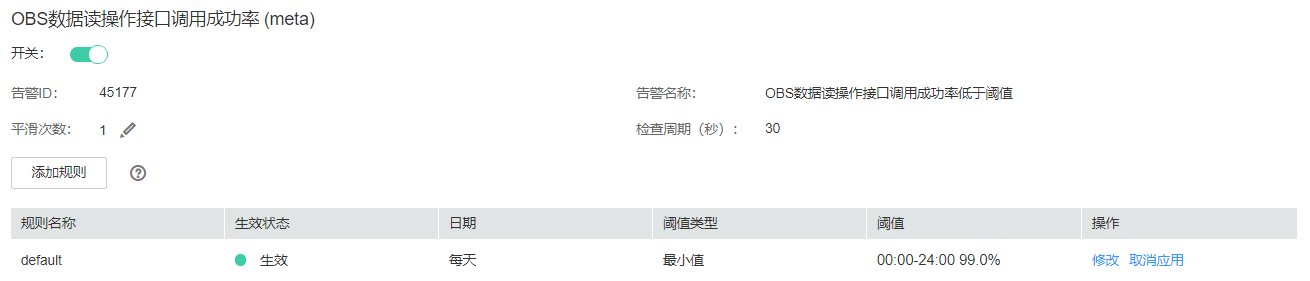 OBS数据读操作接口调用成功率 (meta)
开关：
告警ID： 45177 告警名称： OBS数据读操作接口调用成功率低于阈值
平滑次数： 1 检查周期（秒）： 30
添加规则 ?
规则名称 生效状态 日期 阈值类型 阈值 操作
default 生效 每天 最小值 00:00-24:00 99.0% 修改 取消应用